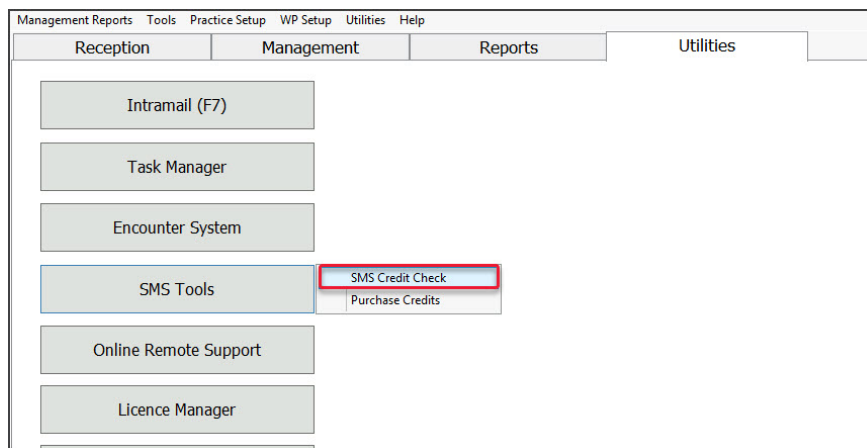 Management Reports Tools Practice Setup WP Setup Utilities Help
Reception Management Reports Utilities
Intramail (F7)
Task Manager
Encounter System
SMS Tools
SMS Credit Check
Purchase Credits
Online Remote Support
Licence Manager